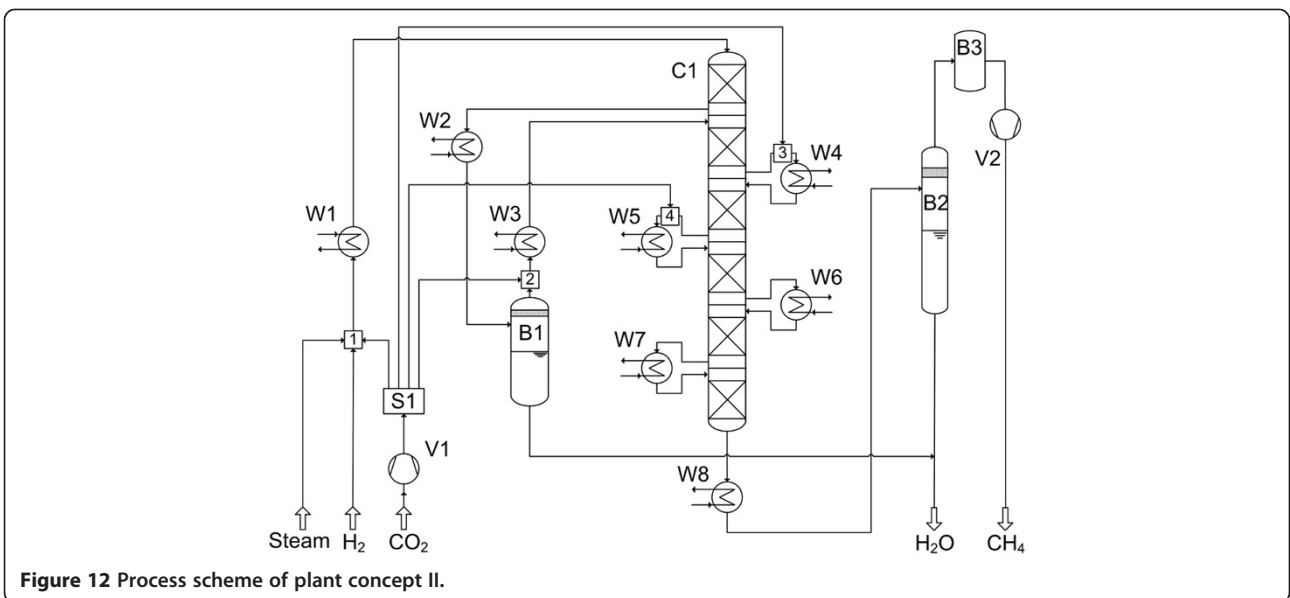 B3
C1
W2
V2
3
W4
W1
W5
4
W3
B2
2
W6
B1
W7
1
S1
V1
W8
Steam
H₂
CO₂
H₂O
CH₄
Figure 12 Process scheme of plant concept II.